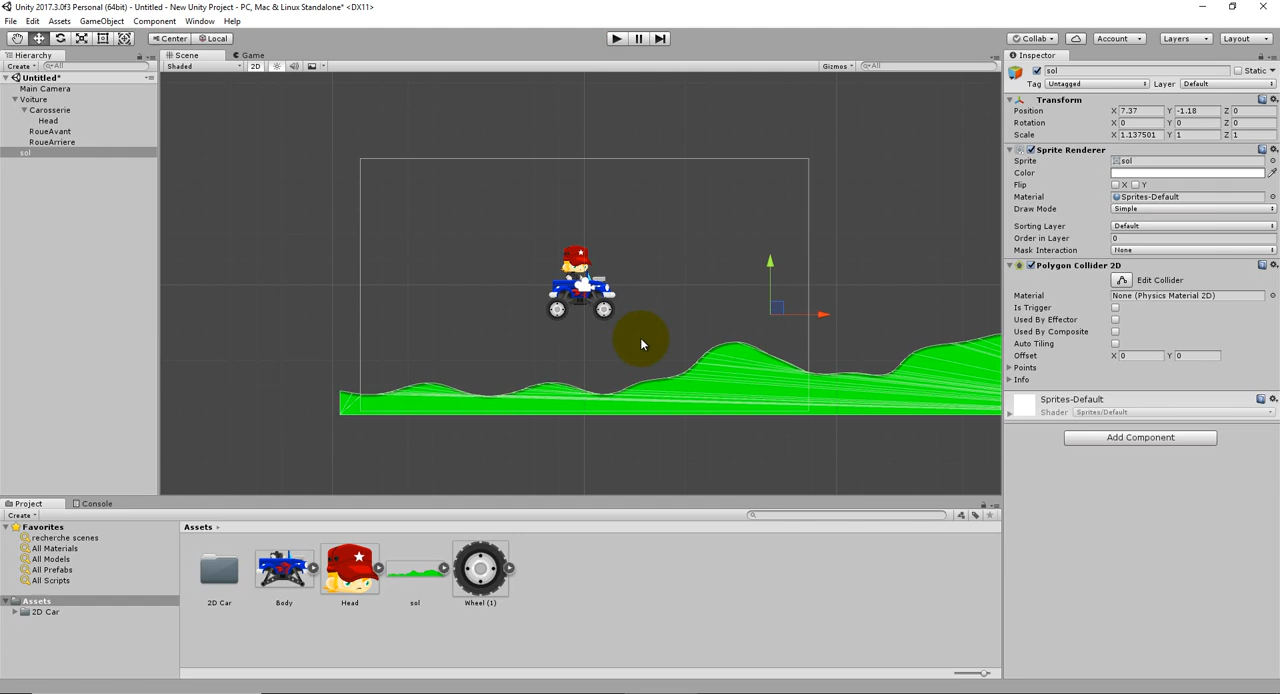 Unity 2017.3.0f3 Personal (64bit) - Untitled - New Unity Project - PC, Mac & Linux Standalone* <DX11>
File Edit Assets GameObject Component Window Help
Center Local Collab Account Layers Layout
Hierarchy
Create All
Untitled*
Main Camera
Voiture
Carosserie
Head
RoueAvant
RoueArriere
sol
Scene Game
Shaded 2D Gizmos All
Inspector
sol Static
Tag Untagged Layer Default
Transform
Position X 7.37 Y -1.18 Z 0
Rotation X 0 Y 0 Z 0
Scale X 1.137501 Y 1 Z 1
Sprite Renderer
Sprite sol
Color
Flip X Y
Material Sprites-Default
Draw Mode Simple
Sorting Layer Default
Order in Layer 0
Mask Interaction None
Polygon Collider 2D
Edit Collider
Material None (Physics Material 2D)
Is Trigger
Used By Effector
Used By Composite
Auto Tiling
Offset X 0 Y 0
Points
Info
Sprites-Default
Shader Sprites/Default
Add Component
Project Console
Create
Favorites
recherche scenes
All Materials
All Models
All Prefabs
All Scripts
Assets
2D Car
Assets
2D Car Body Head sol Wheel (1)